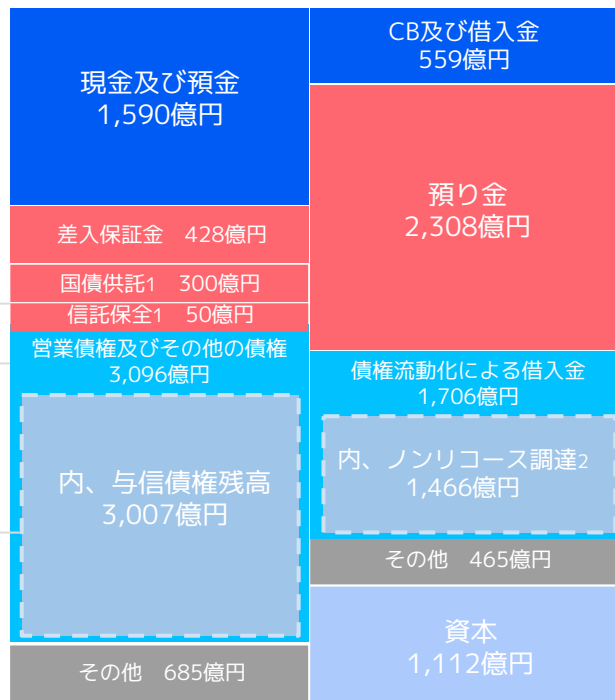 現金及び預金
1,590億円
差入保証金 428億円
国債供託1 300億円
信託保全1 50億円
営業債権及びその他の債権
3,096億円
内、与信債権残高
3,007億円
その他 685億円
CB及び借入金
559億円
預り金
2,308億円
債権流動化による借入金
1,706億円
内、ノンリコース調達2
1,466億円
その他 465億円
資本
1,112億円